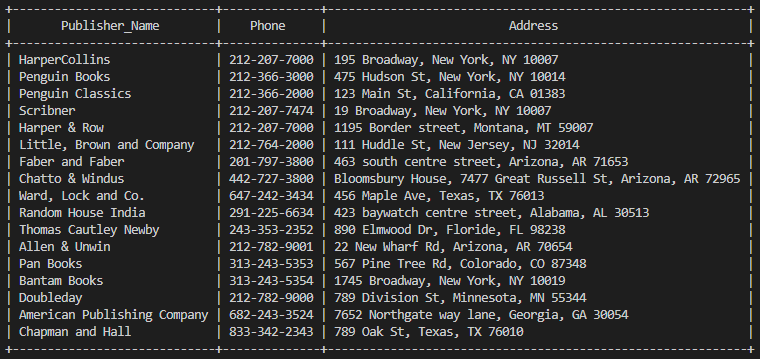 Publisher_Name | Phone | Address
HarperCollins | 212-207-7000 | 195 Broadway, New York, NY 10007
Penguin Books | 212-366-3000 | 475 Hudson St, New York, NY 10014
Penguin Classics | 212-366-2000 | 123 Main St, California, CA 01383
Scribner | 212-207-7474 | 19 Broadway, New York, NY 10007
Harper & Row | 212-207-7000 | 1195 Border street, Montana, MT 59007
Little, Brown and Company | 212-764-2000 | 111 Huddle St, New Jersey, NJ 32014
Faber and Faber | 201-797-3800 | 463 south centre street, Arizona, AR 71653
Chatto & Windus | 442-727-3800 | Bloomsbury House, 7477 Great Russell St, Arizona, AR 72965
Ward, Lock and Co. | 647-242-3434 | 456 Maple Ave, Texas, TX 76013
Random House India | 291-225-6634 | 423 baywatch centre street, Alabama, AL 30513
Thomas Cautley Newby | 243-353-2352 | 890 Elmwood Dr, Floride, FL 98238
Allen & Unwin | 212-782-9001 | 22 New Wharf Rd, Arizona, AR 70654
Pan Books | 313-243-5353 | 567 Pine Tree Rd, Colorado, CO 87348
Bantam Books | 313-243-5354 | 1745 Broadway, New York, NY 10019
Doubleday | 212-782-9000 | 789 Division St, Minnesota, MN 55344
American Publishing Company | 682-243-3524 | 7652 Northgate way lane, Georgia, GA 30054
Chapman and Hall | 833-342-2343 | 789 Oak St, Texas, TX 76010